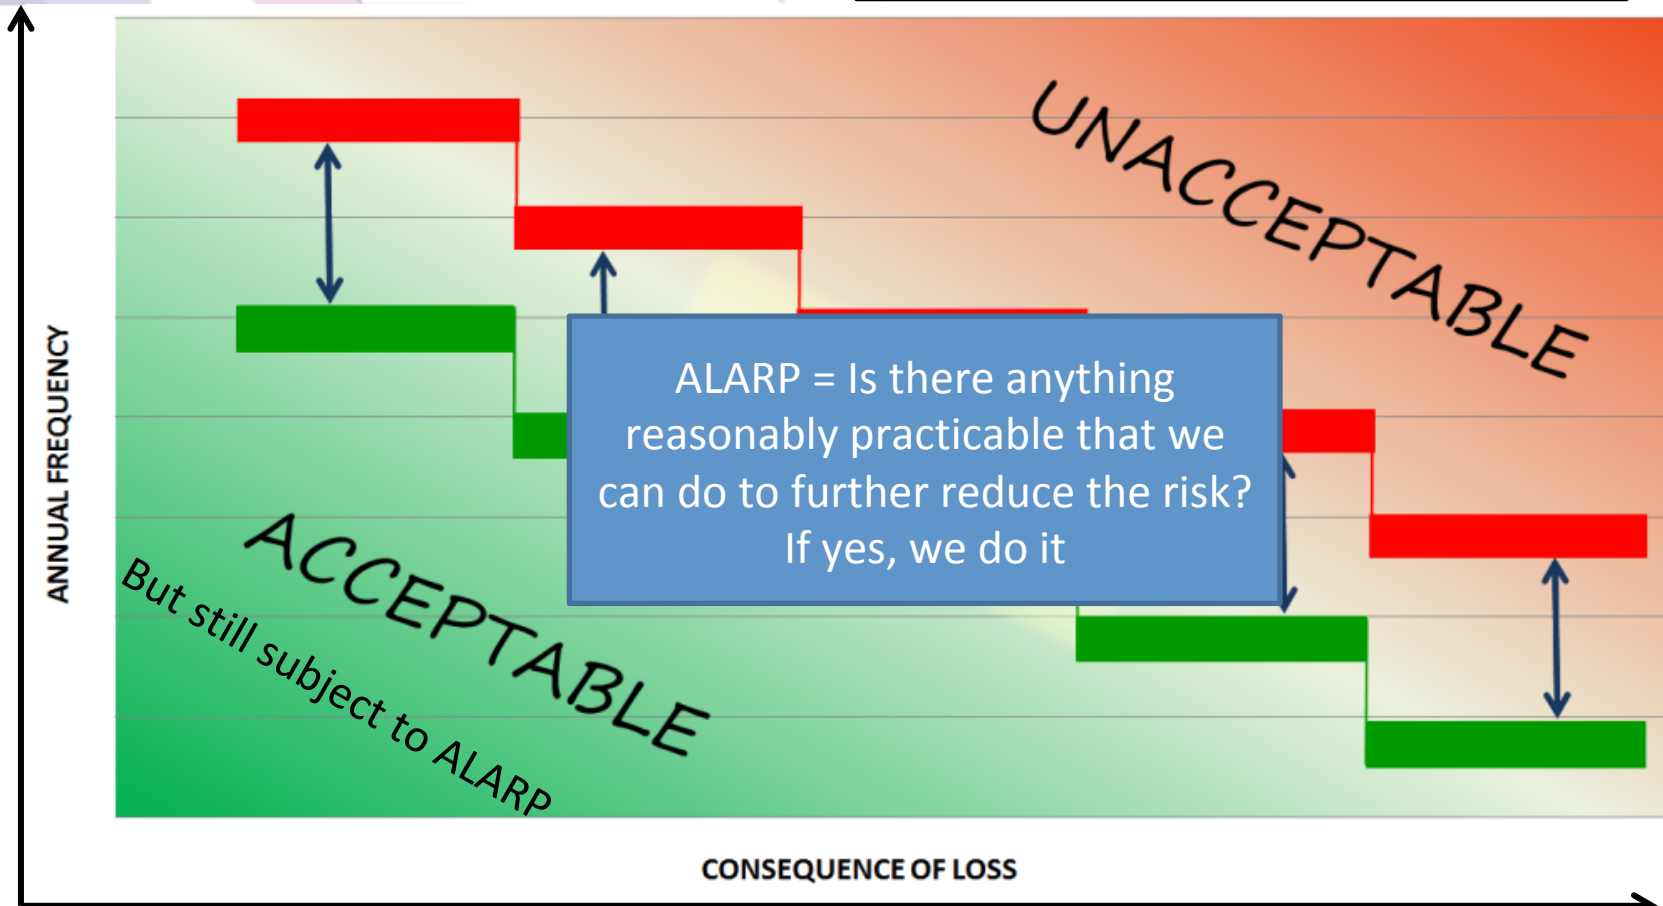 UNACCEPTABLE
ANNUAL FREQUENCY
ALARP = Is there anything
reasonably practicable that we
can do to further reduce the risk?
If yes, we do it
ACCEPTABLE
But still subject to ALARP
CONSEQUENCE OF LOSS